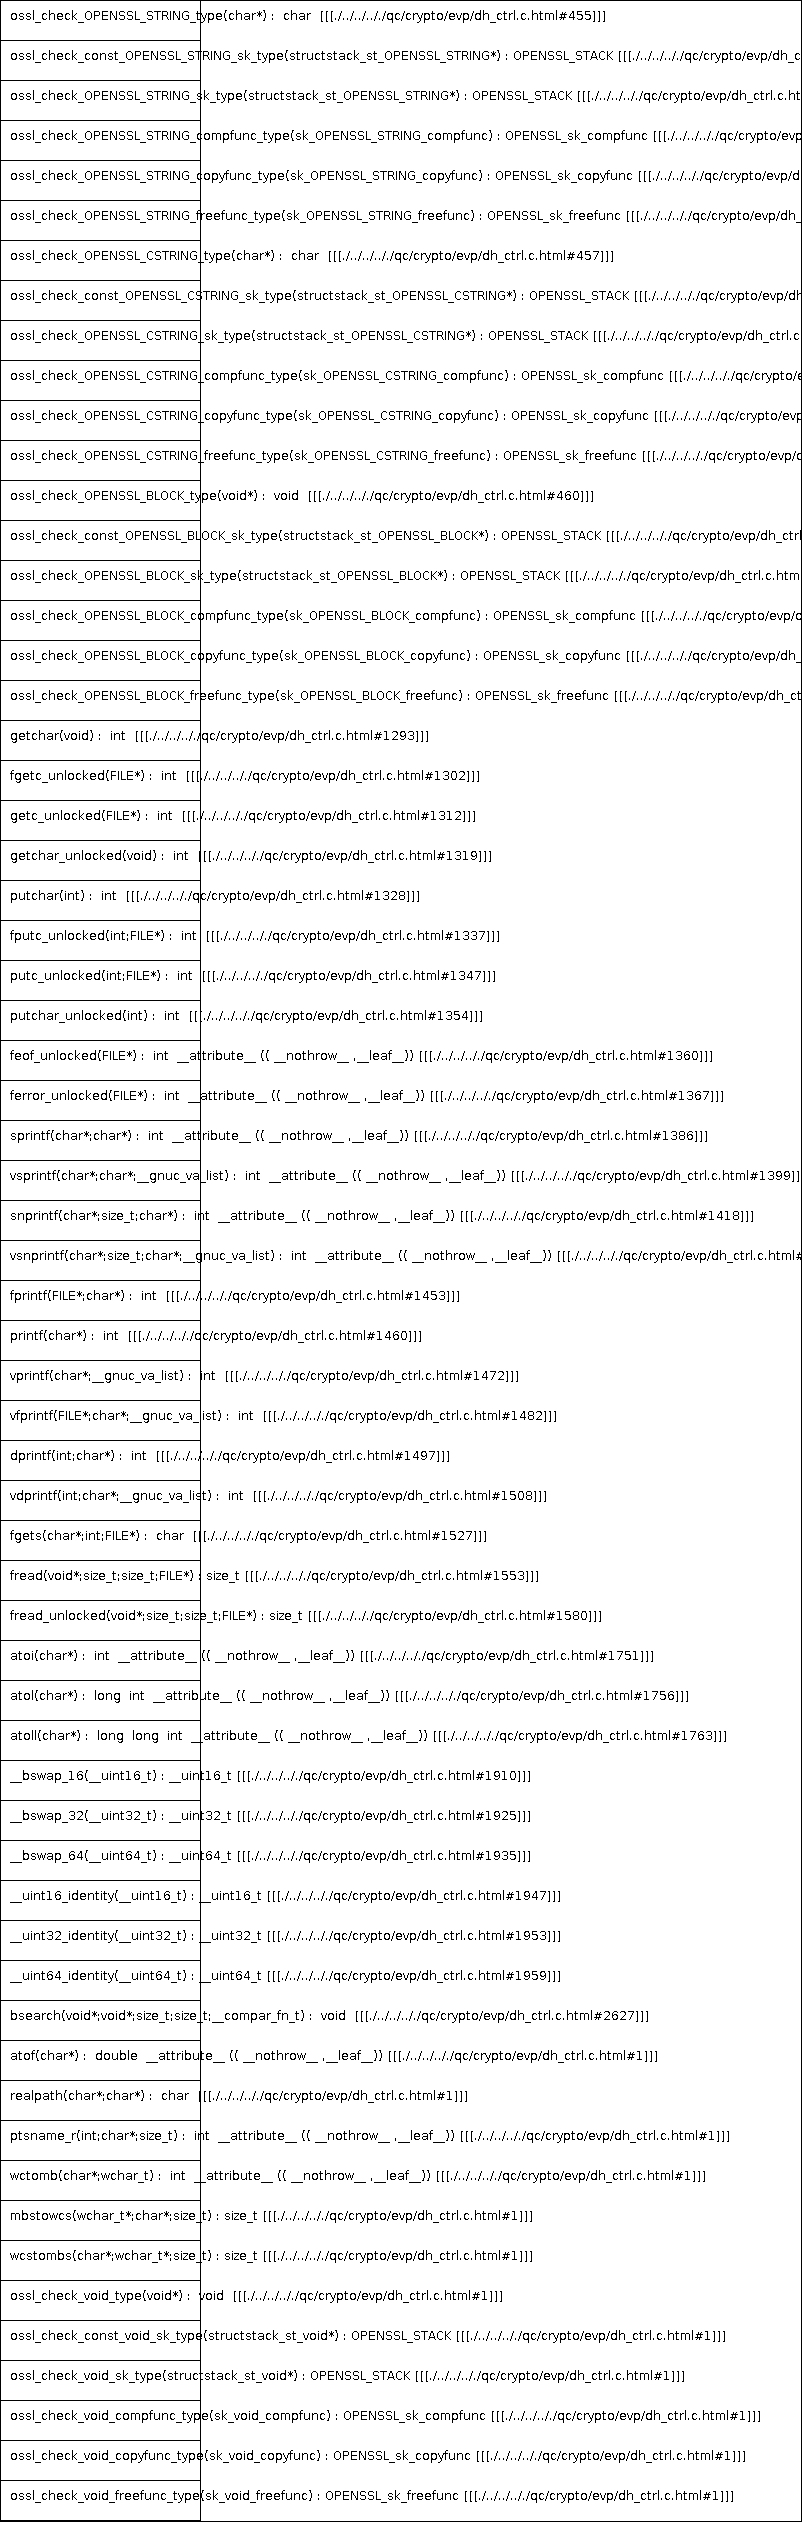 ossl_check_OPENSSL_STRING_type(char*) :  char  [[[./../../../../qc/crypto/evp/dh_ctrl.c.html#455]]]
ossl_check_const_OPENSSL_STRING_sk_type(structstack_st_OPENSSL_STRING*) : OPENSSL_STACK [[[./../../../../qc/crypto/evp/dh_c
ossl_check_OPENSSL_STRING_sk_type(structstack_st_OPENSSL_STRING*) : OPENSSL_STACK [[[./../../../../qc/crypto/evp/dh_ctrl.c.ht
ossl_check_OPENSSL_STRING_compfunc_type(sk_OPENSSL_STRING_compfunc) : OPENSSL_sk_compfunc [[[./../../../../qc/crypto/evp
ossl_check_OPENSSL_STRING_copyfunc_type(sk_OPENSSL_STRING_copyfunc) : OPENSSL_sk_copyfunc [[[./../../../../qc/crypto/evp/d
ossl_check_OPENSSL_STRING_freefunc_type(sk_OPENSSL_STRING_freefunc) : OPENSSL_sk_freefunc [[[./../../../../qc/crypto/evp/dh_
ossl_check_OPENSSL_CSTRING_type(char*) :  char  [[[./../../../../qc/crypto/evp/dh_ctrl.c.html#457]]]
ossl_check_const_OPENSSL_CSTRING_sk_type(structstack_st_OPENSSL_CSTRING*) : OPENSSL_STACK [[[./../../../../qc/crypto/evp/dh
ossl_check_OPENSSL_CSTRING_sk_type(structstack_st_OPENSSL_CSTRING*) : OPENSSL_STACK [[[./../../../../qc/crypto/evp/dh_ctrl.c
ossl_check_OPENSSL_CSTRING_compfunc_type(sk_OPENSSL_CSTRING_compfunc) : OPENSSL_sk_compfunc [[[./../../../../qc/crypto/e
ossl_check_OPENSSL_CSTRING_copyfunc_type(sk_OPENSSL_CSTRING_copyfunc) : OPENSSL_sk_copyfunc [[[./../../../../qc/crypto/evp
ossl_check_OPENSSL_CSTRING_freefunc_type(sk_OPENSSL_CSTRING_freefunc) : OPENSSL_sk_freefunc [[[./../../../../qc/crypto/evp/d
ossl_check_OPENSSL_BLOCK_type(void*) :  void  [[[./../../../../qc/crypto/evp/dh_ctrl.c.html#460]]]
ossl_check_const_OPENSSL_BLOCK_sk_type(structstack_st_OPENSSL_BLOCK*) : OPENSSL_STACK [[[./../../../../qc/crypto/evp/dh_ctrl
ossl_check_OPENSSL_BLOCK_sk_type(structstack_st_OPENSSL_BLOCK*) : OPENSSL_STACK [[[./../../../../qc/crypto/evp/dh_ctrl.c.htm
ossl_check_OPENSSL_BLOCK_compfunc_type(sk_OPENSSL_BLOCK_compfunc) : OPENSSL_sk_compfunc [[[./../../../../qc/crypto/evp/d
ossl_check_OPENSSL_BLOCK_copyfunc_type(sk_OPENSSL_BLOCK_copyfunc) : OPENSSL_sk_copyfunc [[[./../../../../qc/crypto/evp/dh_
ossl_check_OPENSSL_BLOCK_freefunc_type(sk_OPENSSL_BLOCK_freefunc) : OPENSSL_sk_freefunc [[[./../../../../qc/crypto/evp/dh_ct
getchar(void) :  int  [[[./../../../../qc/crypto/evp/dh_ctrl.c.html#1293]]]
fgetc_unlocked(FILE*) :  int  [[[./../../../../qc/crypto/evp/dh_ctrl.c.html#1302]]]
getc_unlocked(FILE*) :  int  [[[./../../../../qc/crypto/evp/dh_ctrl.c.html#1312]]]
getchar_unlocked(void) :  int  [[[./../../../../qc/crypto/evp/dh_ctrl.c.html#1319]]]
putchar(int) :  int  [[[./../../../../qc/crypto/evp/dh_ctrl.c.html#1328]]]
fputc_unlocked(int;FILE*) :  int  [[[./../../../../qc/crypto/evp/dh_ctrl.c.html#1337]]]
putc_unlocked(int;FILE*) :  int  [[[./../../../../qc/crypto/evp/dh_ctrl.c.html#1347]]]
putchar_unlocked(int) :  int  [[[./../../../../qc/crypto/evp/dh_ctrl.c.html#1354]]]
feof_unlocked(FILE*) :  int  __attribute__ (( __nothrow__ ,__leaf__)) [[[./../../../../qc/crypto/evp/dh_ctrl.c.html#1360]]]
ferror_unlocked(FILE*) :  int  __attribute__ (( __nothrow__ ,__leaf__)) [[[./../../../../qc/crypto/evp/dh_ctrl.c.html#1367]]]
sprintf(char*;char*) :  int  __attribute__ (( __nothrow__ ,__leaf__)) [[[./../../../../qc/crypto/evp/dh_ctrl.c.html#1386]]]
vsprintf(char*;char*;__gnuc_va_list) :  int  __attribute__ (( __nothrow__ ,__leaf__)) [[[./../../../../qc/crypto/evp/dh_ctrl.c.html#1399]]]
snprintf(char*;size_t;char*) :  int  __attribute__ (( __nothrow__ ,__leaf__)) [[[./../../../../qc/crypto/evp/dh_ctrl.c.html#1418]]]
vsnprintf(char*;size_t;char*;__gnuc_va_list) :  int  __attribute__ (( __nothrow__ ,__leaf__)) [[[./../../../../qc/crypto/evp/dh_ctrl.c.html#
fprintf(FILE*;char*) :  int  [[[./../../../../qc/crypto/evp/dh_ctrl.c.html#1453]]]
printf(char*) :  int  [[[./../../../../qc/crypto/evp/dh_ctrl.c.html#1460]]]
vprintf(char*;__gnuc_va_list) :  int  [[[./../../../../qc/crypto/evp/dh_ctrl.c.html#1472]]]
vfprintf(FILE*;char*;__gnuc_va_list) :  int  [[[./../../../../qc/crypto/evp/dh_ctrl.c.html#1482]]]
dprintf(int;char*) :  int  [[[./../../../../qc/crypto/evp/dh_ctrl.c.html#1497]]]
vdprintf(int;char*;__gnuc_va_list) :  int  [[[./../../../../qc/crypto/evp/dh_ctrl.c.html#1508]]]
fgets(char*;int;FILE*) :  char  [[[./../../../../qc/crypto/evp/dh_ctrl.c.html#1527]]]
fread(void*;size_t;size_t;FILE*) : size_t [[[./../../../../qc/crypto/evp/dh_ctrl.c.html#1553]]]
fread_unlocked(void*;size_t;size_t;FILE*) : size_t [[[./../../../../qc/crypto/evp/dh_ctrl.c.html#1580]]]
atoi(char*) :  int  __attribute__ (( __nothrow__ ,__leaf__)) [[[./../../../../qc/crypto/evp/dh_ctrl.c.html#1751]]]
atol(char*) :  long  int  __attribute__ (( __nothrow__ ,__leaf__)) [[[./../../../../qc/crypto/evp/dh_ctrl.c.html#1756]]]
atoll(char*) :  long  long  int  __attribute__ (( __nothrow__ ,__leaf__)) [[[./../../../../qc/crypto/evp/dh_ctrl.c.html#1763]]]
__bswap_16(__uint16_t) : __uint16_t [[[./../../../../qc/crypto/evp/dh_ctrl.c.html#1910]]]
__bswap_32(__uint32_t) : __uint32_t [[[./../../../../qc/crypto/evp/dh_ctrl.c.html#1925]]]
__bswap_64(__uint64_t) : __uint64_t [[[./../../../../qc/crypto/evp/dh_ctrl.c.html#1935]]]
__uint16_identity(__uint16_t) : __uint16_t [[[./../../../../qc/crypto/evp/dh_ctrl.c.html#1947]]]
__uint32_identity(__uint32_t) : __uint32_t [[[./../../../../qc/crypto/evp/dh_ctrl.c.html#1953]]]
__uint64_identity(__uint64_t) : __uint64_t [[[./../../../../qc/crypto/evp/dh_ctrl.c.html#1959]]]
bsearch(void*;void*;size_t;size_t;__compar_fn_t) :  void  [[[./../../../../qc/crypto/evp/dh_ctrl.c.html#2627]]]
atof(char*) :  double  __attribute__ (( __nothrow__ ,__leaf__)) [[[./../../../../qc/crypto/evp/dh_ctrl.c.html#1]]]
realpath(char*;char*) :  char  [[[./../../../../qc/crypto/evp/dh_ctrl.c.html#1]]]
ptsname_r(int;char*;size_t) :  int  __attribute__ (( __nothrow__ ,__leaf__)) [[[./../../../../qc/crypto/evp/dh_ctrl.c.html#1]]]
wctomb(char*;wchar_t) :  int  __attribute__ (( __nothrow__ ,__leaf__)) [[[./../../../../qc/crypto/evp/dh_ctrl.c.html#1]]]
mbstowcs(wchar_t*;char*;size_t) : size_t [[[./../../../../qc/crypto/evp/dh_ctrl.c.html#1]]]
wcstombs(char*;wchar_t*;size_t) : size_t [[[./../../../../qc/crypto/evp/dh_ctrl.c.html#1]]]
ossl_check_void_type(void*) :  void  [[[./../../../../qc/crypto/evp/dh_ctrl.c.html#1]]]
ossl_check_const_void_sk_type(structstack_st_void*) : OPENSSL_STACK [[[./../../../../qc/crypto/evp/dh_ctrl.c.html#1]]]
ossl_check_void_sk_type(structstack_st_void*) : OPENSSL_STACK [[[./../../../../qc/crypto/evp/dh_ctrl.c.html#1]]]
ossl_check_void_compfunc_type(sk_void_compfunc) : OPENSSL_sk_compfunc [[[./../../../../qc/crypto/evp/dh_ctrl.c.html#1]]]
ossl_check_void_copyfunc_type(sk_void_copyfunc) : OPENSSL_sk_copyfunc [[[./../../../../qc/crypto/evp/dh_ctrl.c.html#1]]]
ossl_check_void_freefunc_type(sk_void_freefunc) : OPENSSL_sk_freefunc [[[./../../../../qc/crypto/evp/dh_ctrl.c.html#1]]]